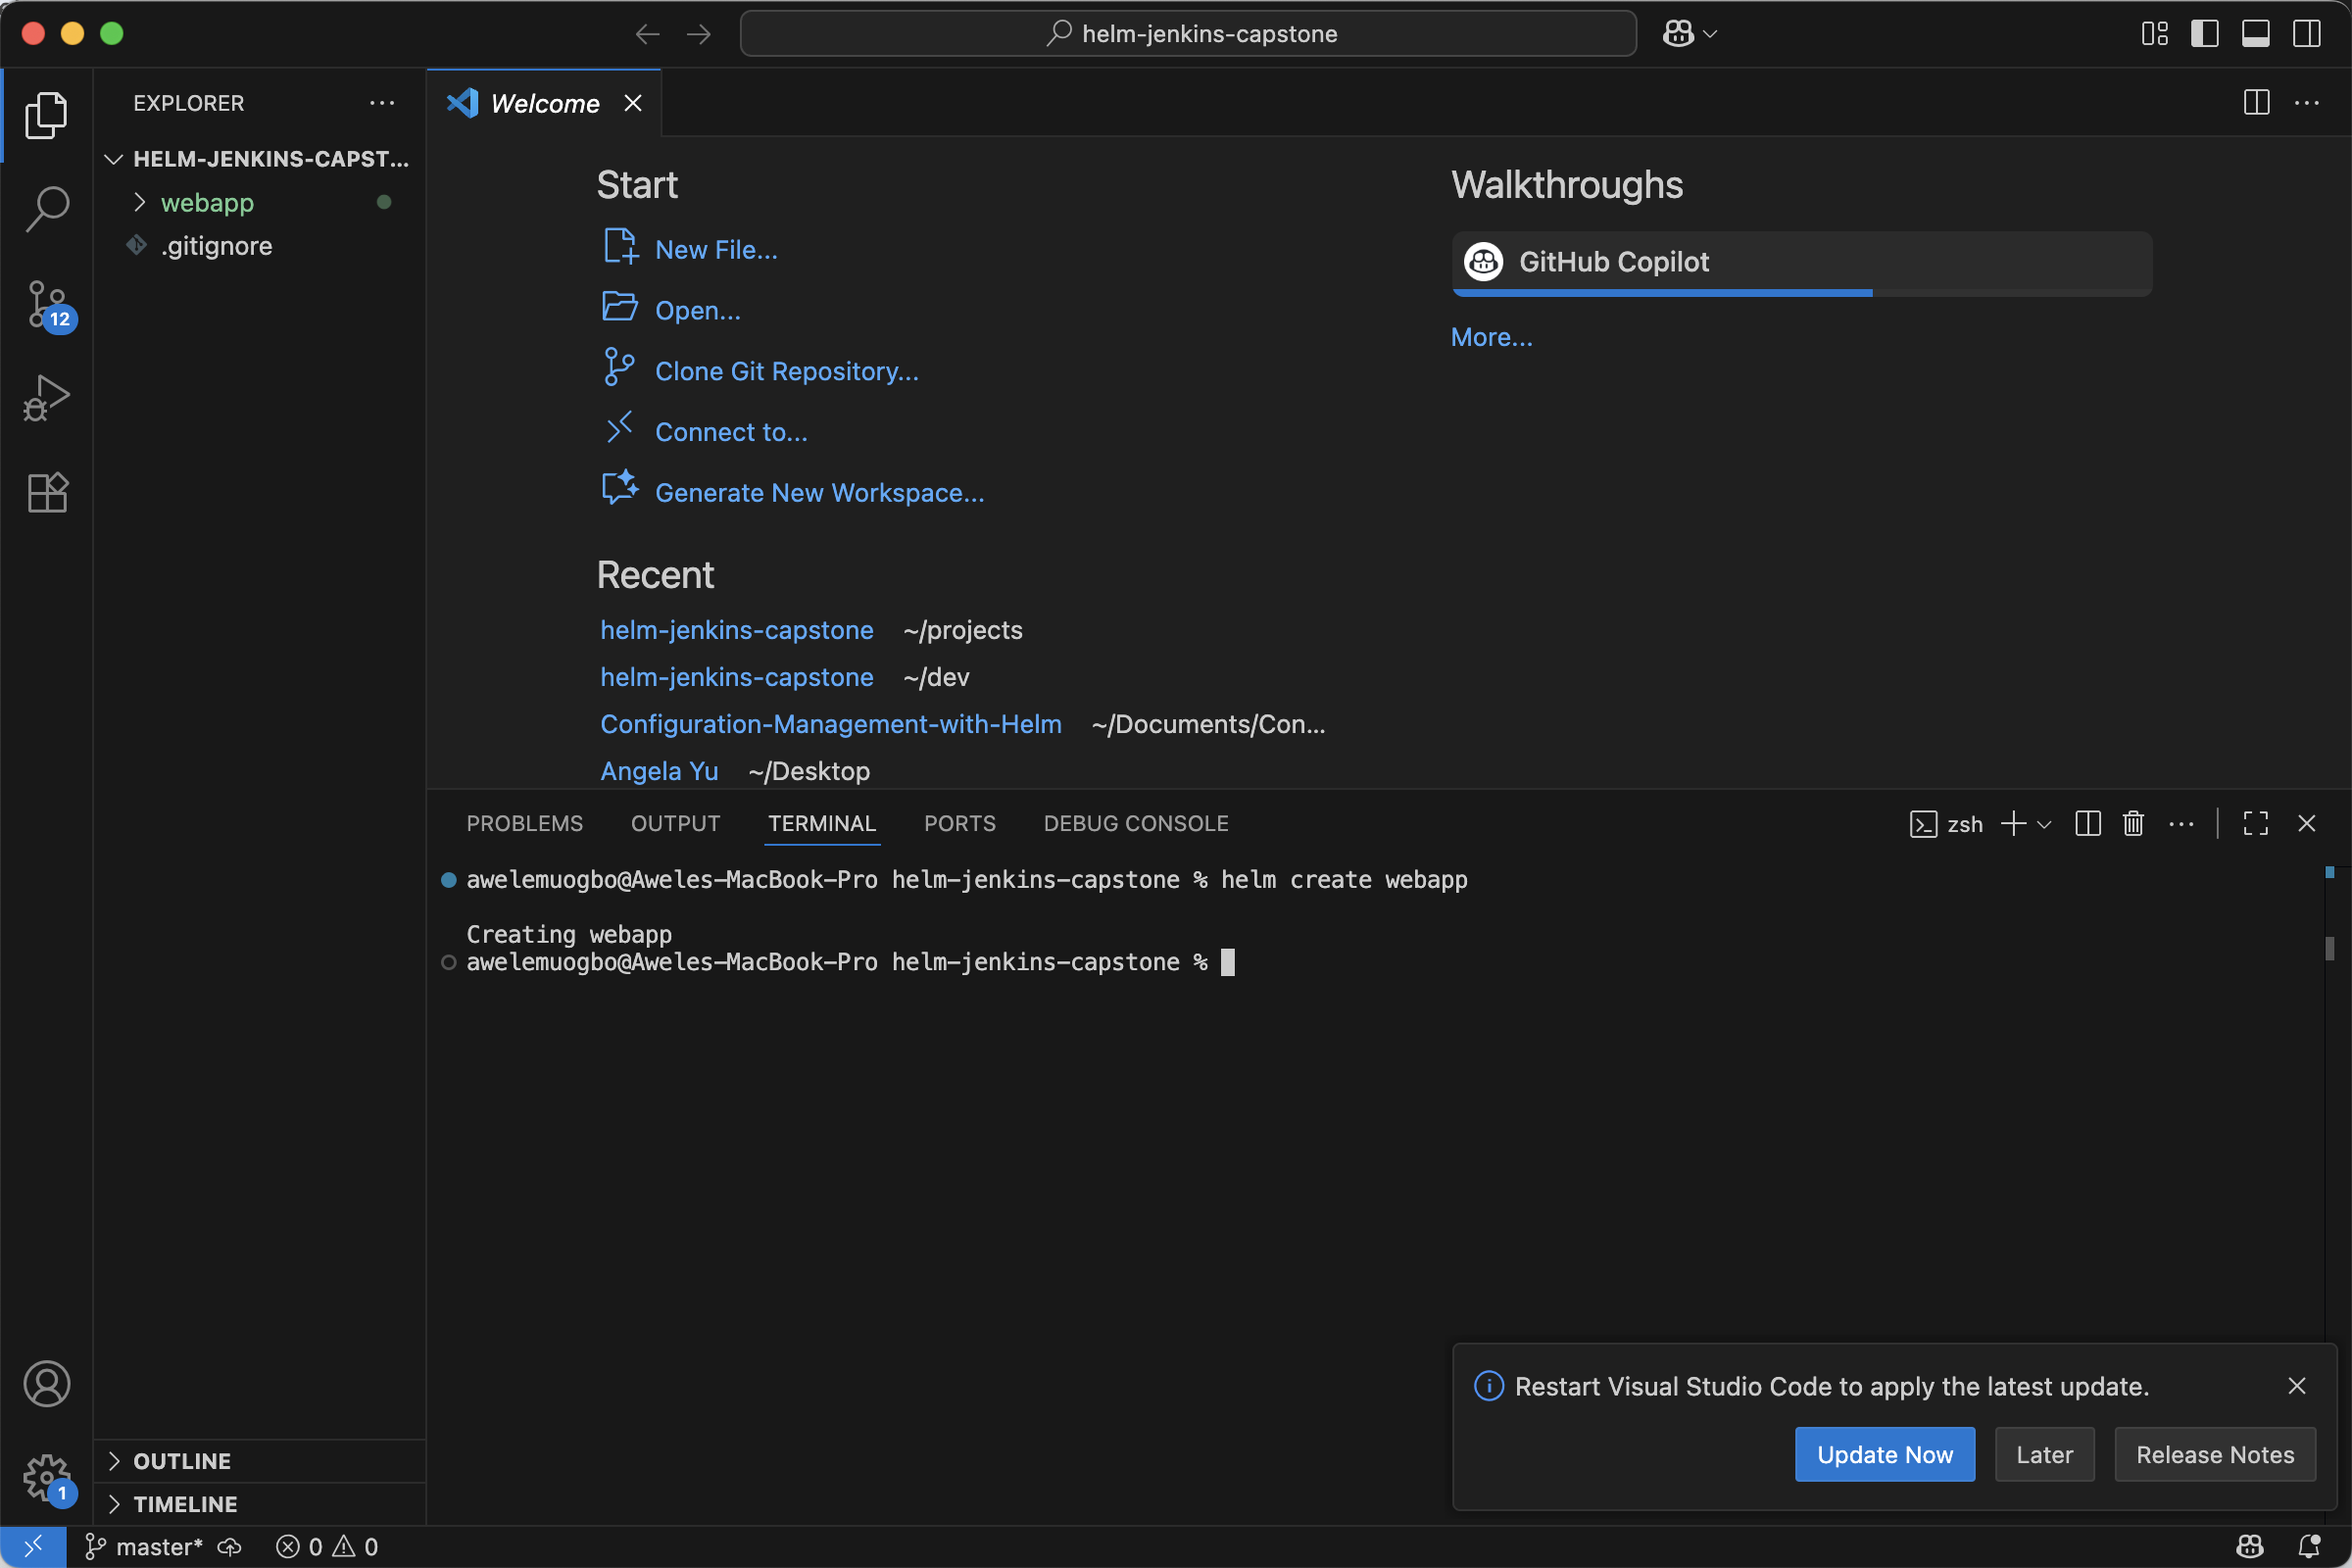 helm-jenkins-capstone
EXPLORER
HELM-JENKINS-CAPST...
webapp
.gitignore
12
Welcome
Start
New File...
Open...
Clone Git Repository...
Connect to...
Generate New Workspace...
Recent
helm-jenkins-capstone ~/projects
helm-jenkins-capstone ~/dev
Configuration-Management-with-Helm ~/Documents/Con...
Angela Yu ~/Desktop
Walkthroughs
GitHub Copilot
More...
PROBLEMS OUTPUT TERMINAL PORTS DEBUG CONSOLE
zsh
awelemuogbo@Aweles-MacBook-Pro helm-jenkins-capstone % helm create webapp
Creating webapp
awelemuogbo@Aweles-MacBook-Pro helm-jenkins-capstone %
Restart Visual Studio Code to apply the latest update.
Update Now Later Release Notes
OUTLINE
TIMELINE
1
master* 0 0